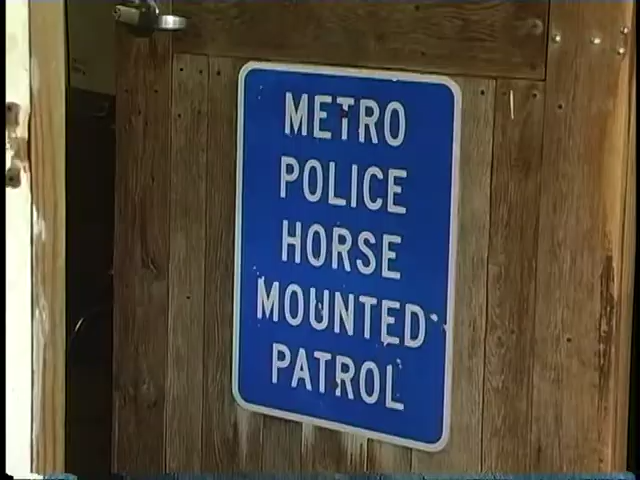 METRO
POLICE
HORSE
MOUNTED
PATROL